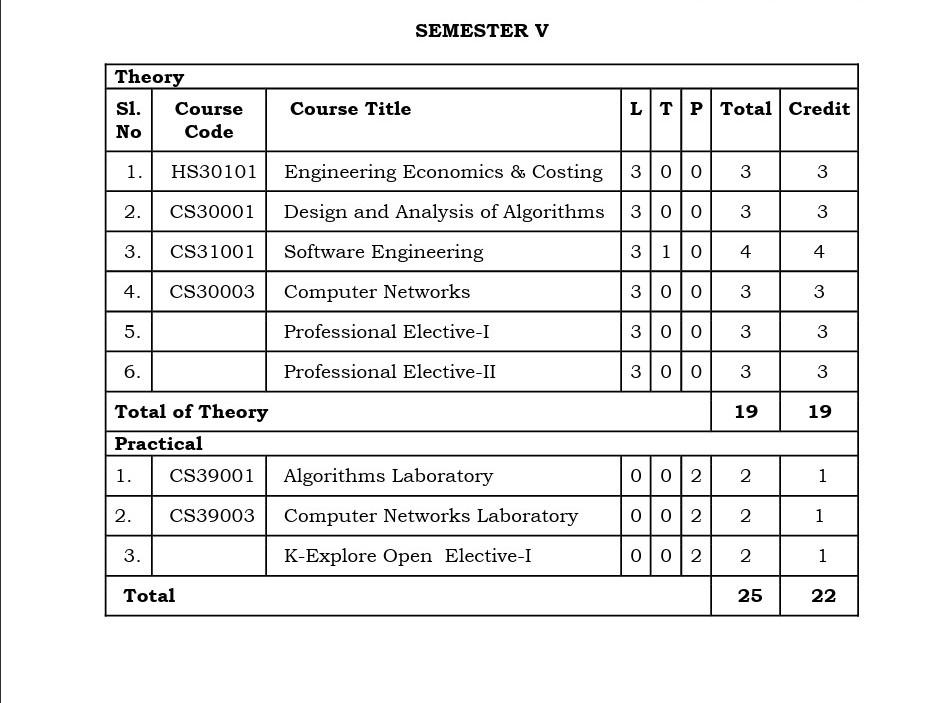 SEMESTER V
Theory
Sl. No Course Code Course Title L T P Total Credit
1. HS30101 Engineering Economics & Costing 3 0 0 3 3
2. CS30001 Design and Analysis of Algorithms 3 0 0 3 3
3. CS31001 Software Engineering 3 1 0 4 4
4. CS30003 Computer Networks 3 0 0 3 3
5. Professional Elective-I 3 0 0 3 3
6. Professional Elective-II 3 0 0 3 3
Total of Theory 19 19
Practical
1. CS39001 Algorithms Laboratory 0 0 2 2 1
2. CS39003 Computer Networks Laboratory 0 0 2 2 1
3. K-Explore Open Elective-I 0 0 2 2 1
Total 25 22